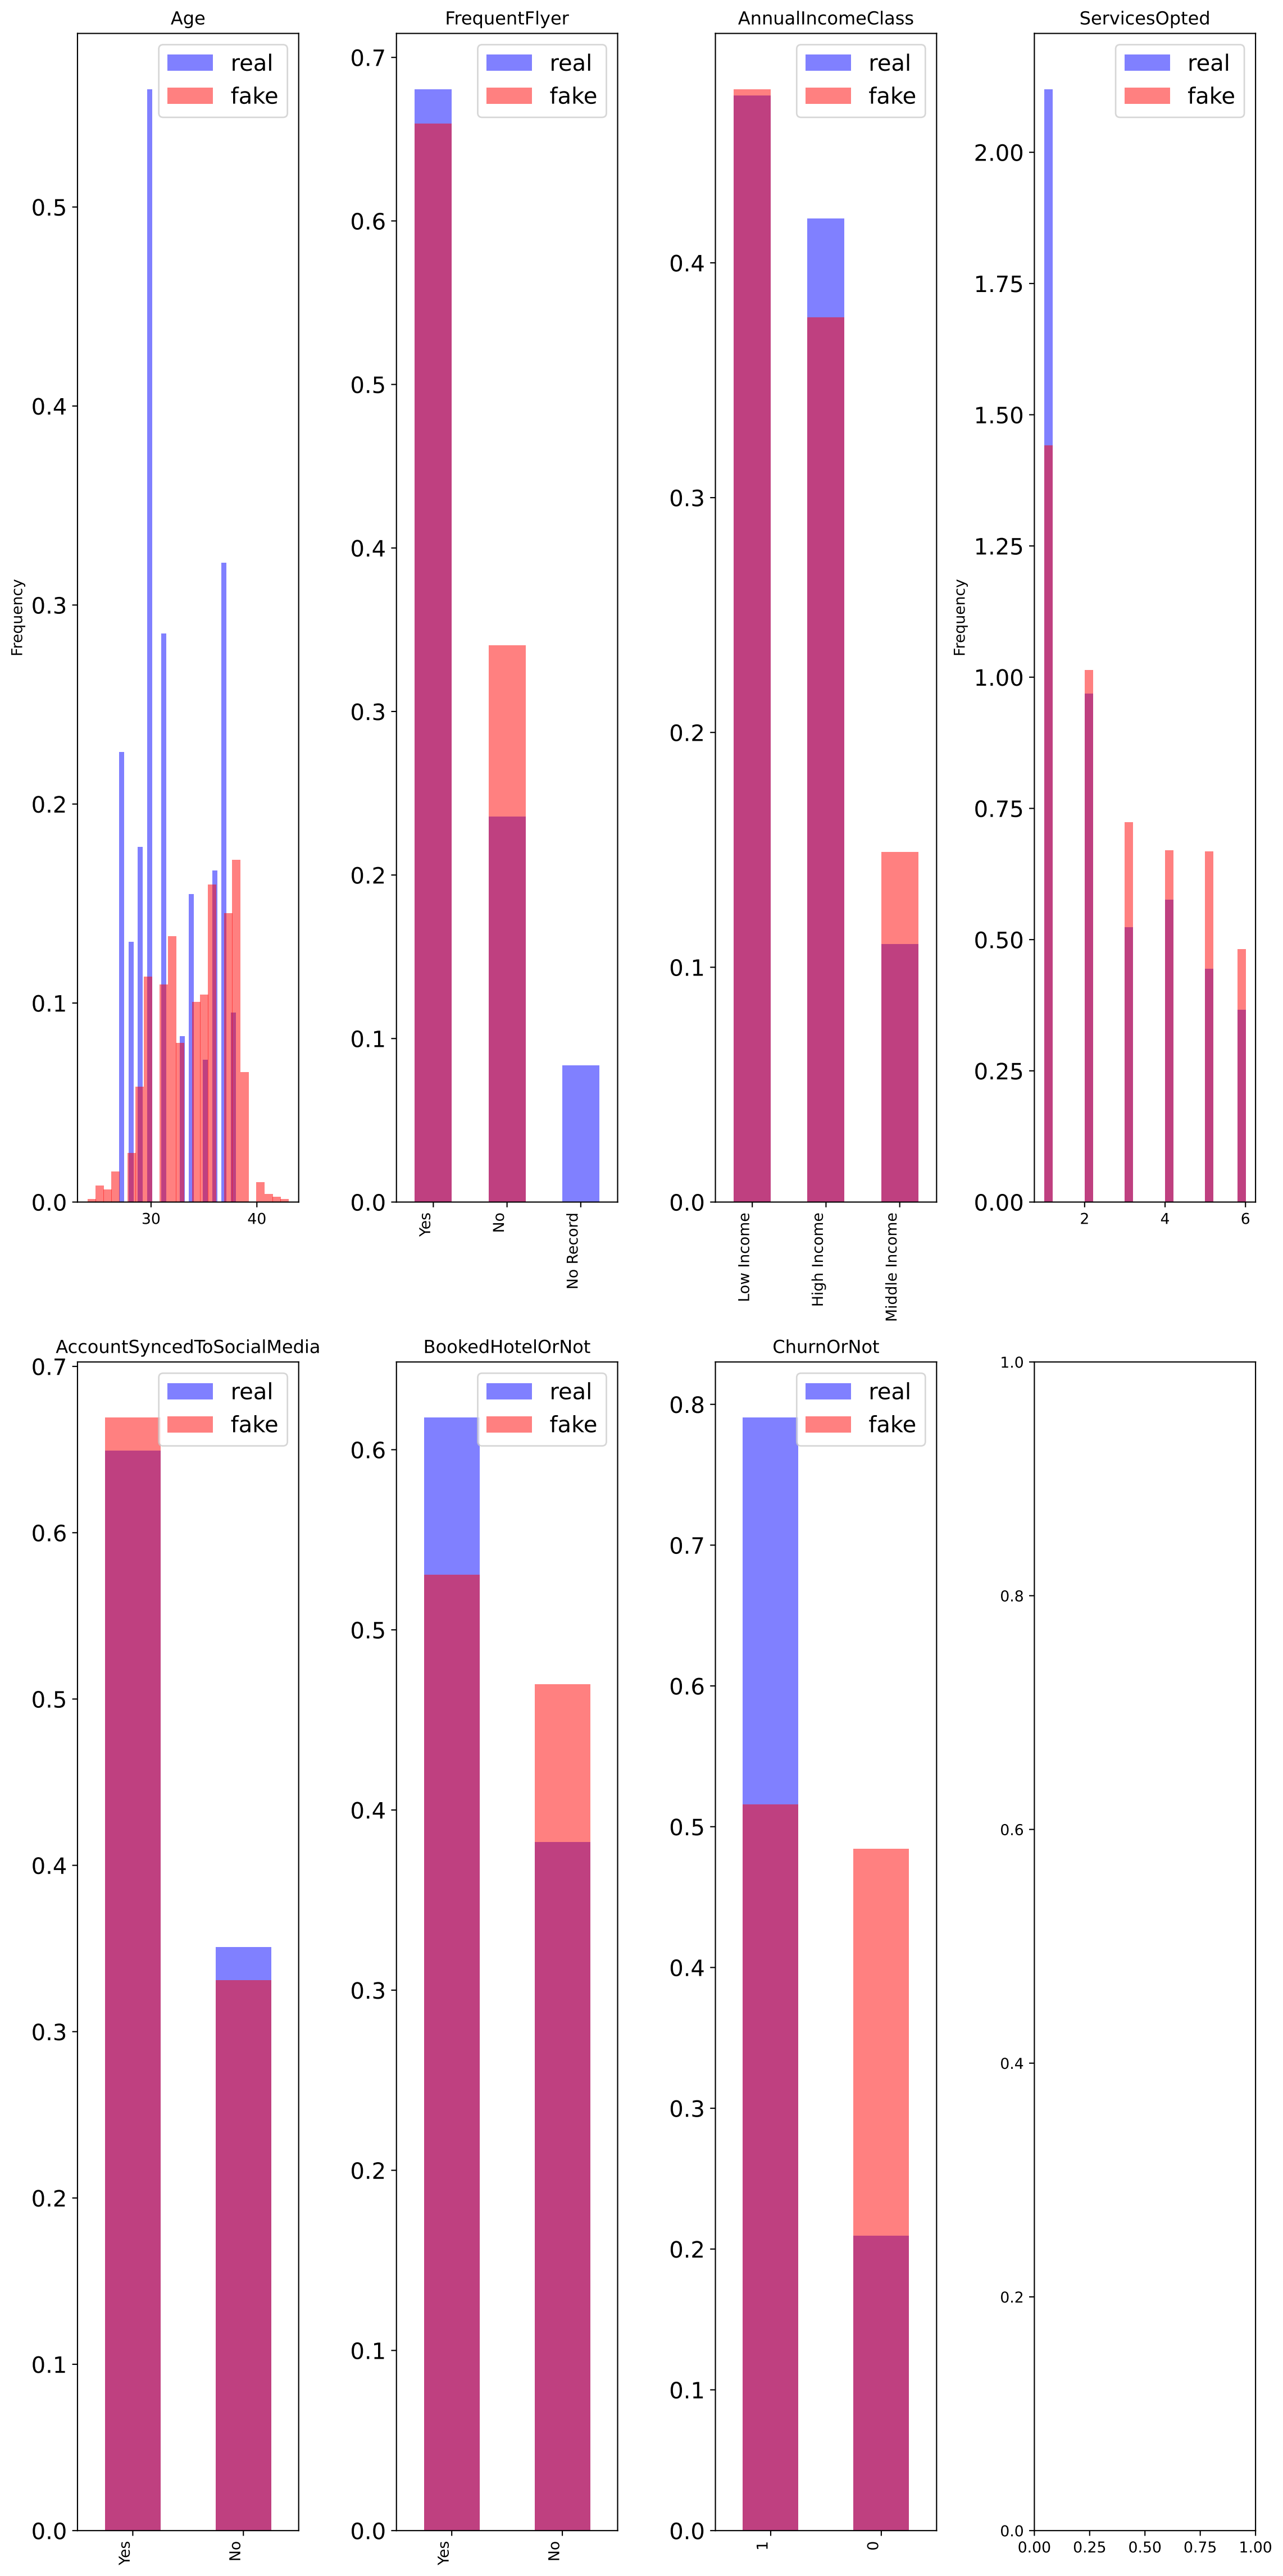 Age
real
fake
Frequency
0.5
0.4
0.3
0.2
0.1
0.0
30 40
FrequentFlyer
real
fake
0.7
0.6
0.5
0.4
0.3
0.2
0.1
0.0
Yes
No
No Record
AnnualIncomeClass
real
fake
0.4
0.3
0.2
0.1
0.0
Low Income
High Income
Middle Income
ServicesOpted
real
fake
Frequency
2.00
1.75
1.50
1.25
1.00
0.75
0.50
0.25
0.00
2 4 6
AccountSyncedToSocialMedia
real
fake
0.7
0.6
0.5
0.4
0.3
0.2
0.1
0.0
Yes
No
BookedHotelOrNot
real
fake
0.6
0.5
0.4
0.3
0.2
0.1
0.0
Yes
No
ChurnOrNot
real
fake
0.8
0.7
0.6
0.5
0.4
0.3
0.2
0.1
0.0
1
0
1.0
0.8
0.6
0.4
0.2
0.0
0.00 0.25 0.50 0.75 1.00